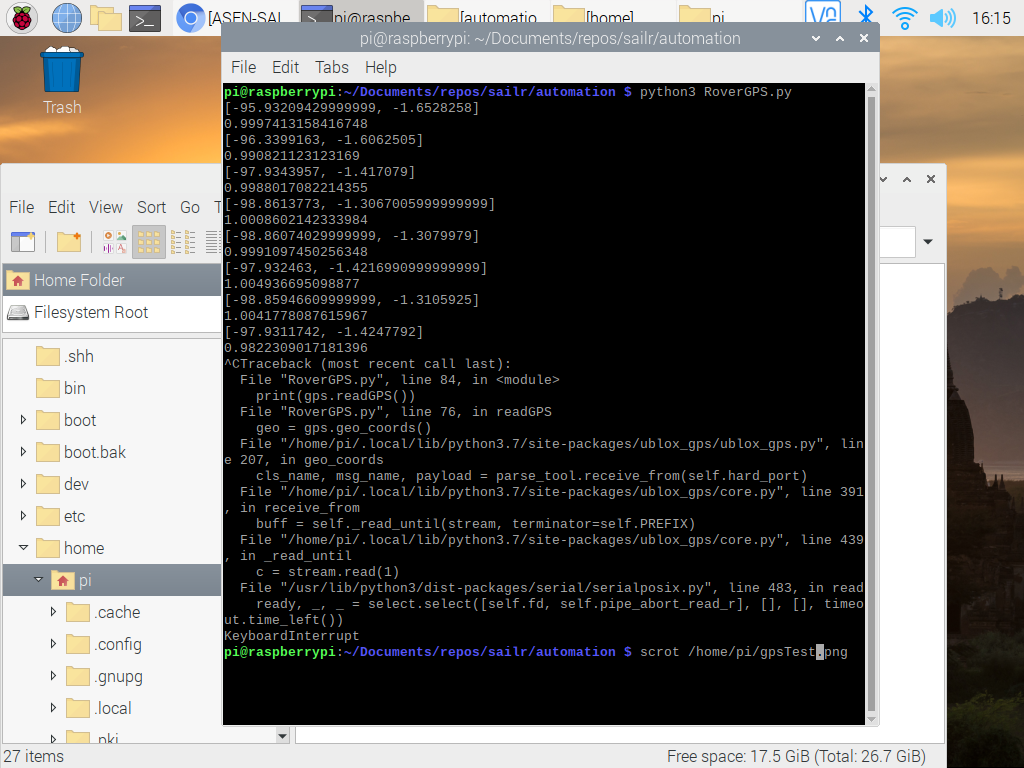 [ASEN-SAI
pi@raspbe
[automatio
[home]
pi
16:15
pi@raspberrypi: ~/Documents/repos/sailr/automation
File Edit Tabs Help
Trash
pi@raspberrypi:~/Documents/repos/sailr/automation $ python3 RoverGPS.py
[-95.93209429999999, -1.6528258]
0.9997413158416748
[-96.3399163, -1.6062505]
0.990821123123169
[-97.9343957, -1.417079]
0.9988017082214355
[-98.8613773, -1.3067005999999999]
1.0008602142333984
[-98.86074029999999, -1.3079979]
0.9991097450256348
[-97.932463, -1.4216990999999999]
1.004936695098877
[-98.85946609999999, -1.3105925]
1.0041778087615967
[-97.9311742, -1.4247792]
0.9822309017181396
^CTraceback (most recent call last):
  File "RoverGPS.py", line 84, in <module>
    print(gps.readGPS())
  File "RoverGPS.py", line 76, in readGPS
    geo = gps.geo_coords()
  File "/home/pi/.local/lib/python3.7/site-packages/ublox_gps/ublox_gps.py", lin
e 207, in geo_coords
    cls_name, msg_name, payload = parse_tool.receive_from(self.hard_port)
  File "/home/pi/.local/lib/python3.7/site-packages/ublox_gps/core.py", line 391
, in receive_from
    buff = self._read_until(stream, terminator=self.PREFIX)
  File "/home/pi/.local/lib/python3.7/site-packages/ublox_gps/core.py", line 439
, in _read_until
    c = stream.read(1)
  File "/usr/lib/python3/dist-packages/serial/serialposix.py", line 483, in read
    ready, _, _ = select.select([self.fd, self.pipe_abort_read_r], [], [], timeo
ut.time_left())
KeyboardInterrupt
pi@raspberrypi:~/Documents/repos/sailr/automation $ scrot /home/pi/gpsTest.png
File Edit View Sort Go
Home Folder
Filesystem Root
.shh
bin
boot
boot.bak
dev
etc
home
pi
.cache
.config
.gnupg
.local
.pki
27 items
Free space: 17.5 GiB (Total: 26.7 GiB)